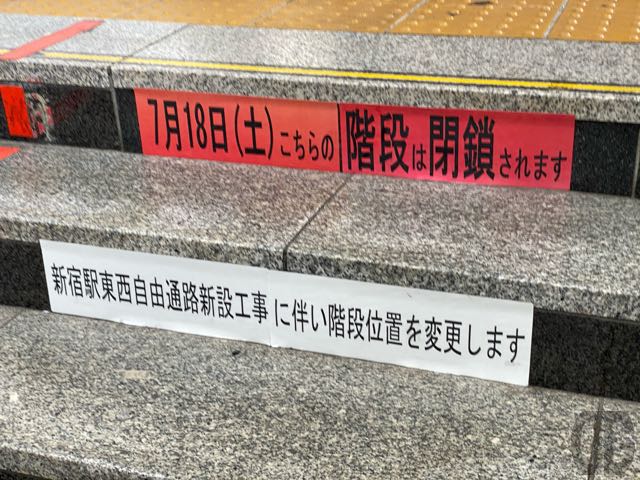 7月18日(土)こちらの階段は閉鎖されます
新宿駅東西自由通路新設工事に伴い階段位置を変更します